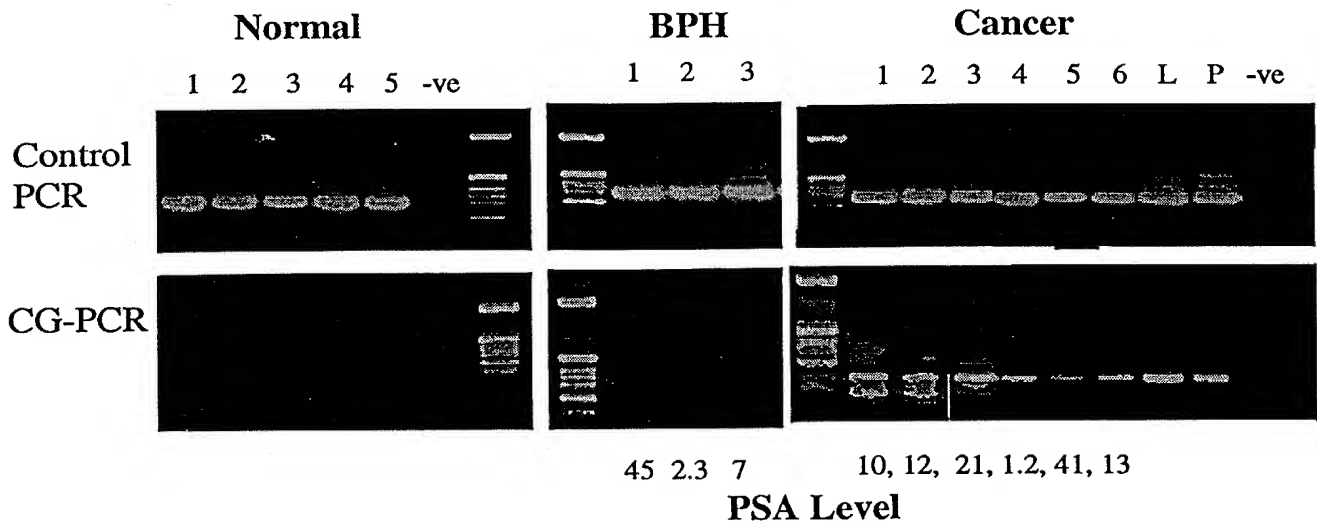 Normal BPH Cancer
1 2 3 4 5 -ve 1 2 3 1 2 3 4 5 6 L P -ve
Control
PCR
CG-PCR
45 2.3 7 10, 12, 21, 1.2, 41, 13
PSA Level